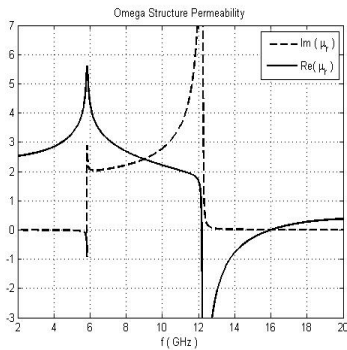 Omega Structure Permeability
Im ( μr )
Re( μr )
7
6
5
4
3
2
1
0
-1
-2
-3
2 4 6 8 10 12 14 16 18 20
f ( GHz )